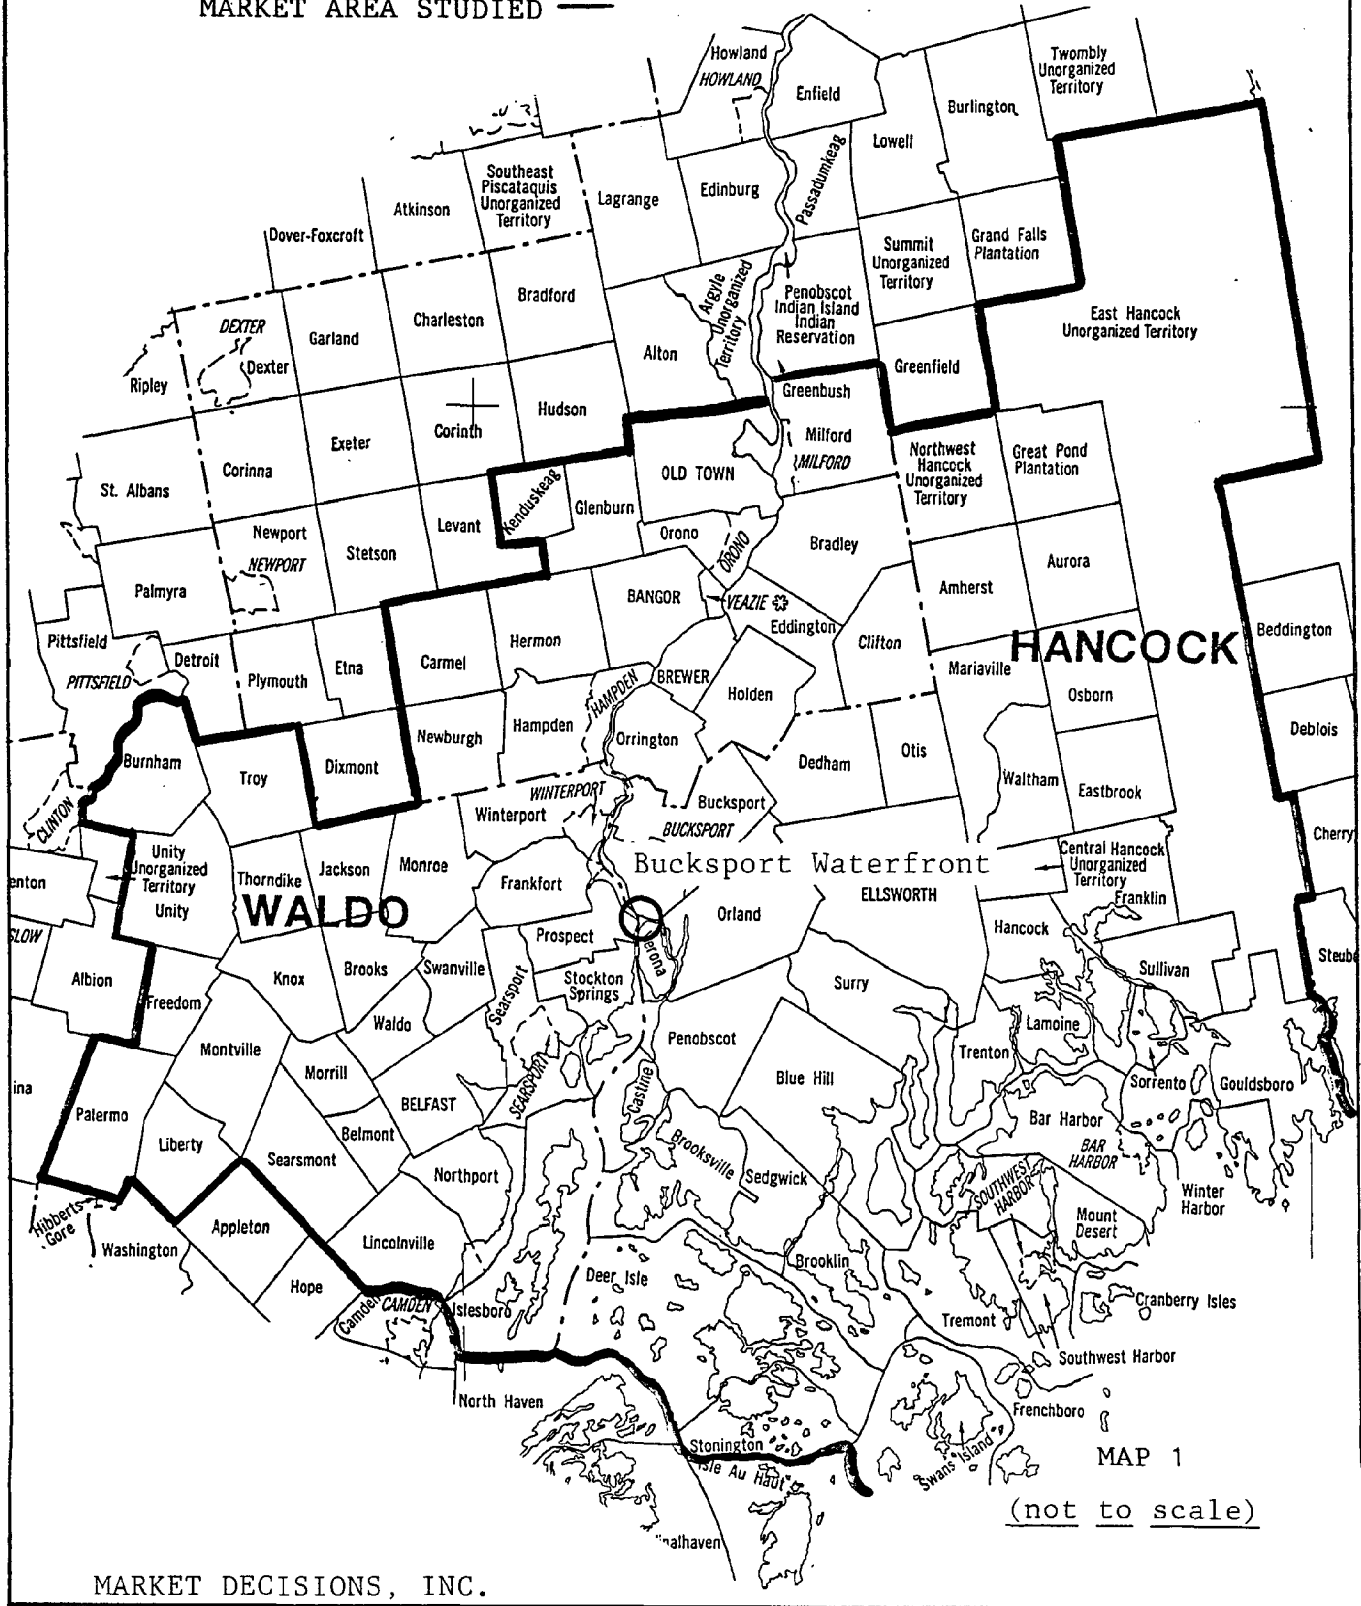 MARKET AREA STUDIED
Howland
HOWLAND
Enfield
Twombly
Unorganized
Territory
Burlington
Lowell
Passadumkeag
Edinburg
Lagrange
Southeast
Piscataquis
Unorganized
Territory
Atkinson
Dover-Foxcroft
Summit
Unorganized
Territory
Grand Falls
Plantation
Argyle
Unorganized
Territory
Penobscot
Indian Island
Indian
Reservation
East Hancock
Unorganized Territory
Bradford
Charleston
Garland
DEXTER
Dexter
Ripley
Alton
Greenfield
Greenbush
Hudson
Corinth
Exeter
Corinna
St. Albans
Milford
MILFORD
OLD TOWN
Northwest
Hancock
Unorganized
Territory
Great Pond
Plantation
Kenduskeag
Glenburn
Levant
Stetson
Newport
NEWPORT
Palmyra
Orono
ORONO
Bradley
Aurora
Amherst
BANGOR
VEAZIE
Eddington
Clifton
Beddington
HANCOCK
Pittsfield
PITTSFIELD
Detroit
Plymouth
Etna
Carmel
Hermon
HAMPDEN
BREWER
Holden
Mariaville
Osborn
Deblois
Burnham
Troy
Dixmont
Newburgh
Hampden
Orrington
Dedham
Otis
Waltham
Eastbrook
CLINTON
WINTERPORT
Winterport
Bucksport
BUCKSPORT
Cherry
Unity
Unorganized
Territory
Unity
Thorndike
Jackson
Monroe
Frankfort
Bucksport Waterfront
Central Hancock
Unorganized
Territory
enton
WALDO
Orland
ELLSWORTH
Franklin
Hancock
SLOW
Prospect
erona
Steube
Albion
Freedom
Knox
Brooks
Swanville
Searsport
Stockton
Springs
Surry
Sullivan
Waldo
Montville
Penobscot
Lamoine
Trenton
Morrill
SEARSPORT
Castine
Blue Hill
Sorrento
Gouldsboro
ina
Palermo
BELFAST
Belmont
Liberty
Searsmont
Northport
Brooksville
Sedgwick
Bar Harbor
BAR
HARBOR
SOUTHWEST
HARBOR
Winter
Harbor
Hibberts
Gore
Washington
Appleton
Lincolnville
Mount
Desert
Hope
Deer Isle
Brooklin
Camden
CAMDEN
Islesboro
Tremont
Cranberry Isles
Southwest Harbor
North Haven
Frenchboro
Stonington
Isle Au Haut
Swans Island
MAP 1
(not to scale)
inalhaven
MARKET DECISIONS, INC.